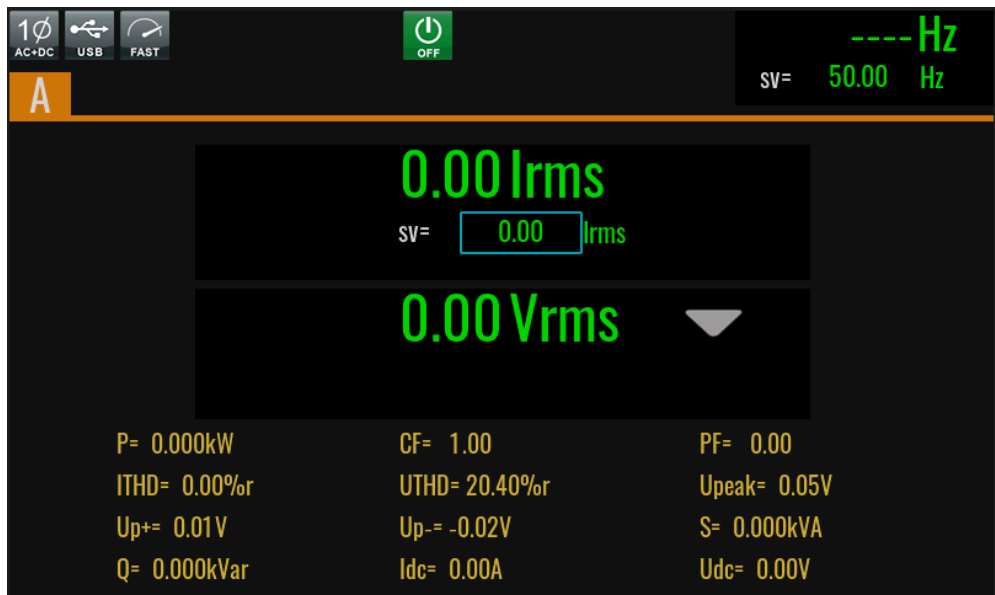 1Ø AC+DC USB FAST OFF ----Hz
sv= 50.00 Hz
A
0.00 Irms
sv= 0.00 Irms
0.00 Vrms
P= 0.000kW CF= 1.00 PF= 0.00
ITHD= 0.00%r UTHD= 20.40%r Upeak= 0.05V
Up+= 0.01V Up-= -0.02V S= 0.000kVA
Q= 0.000kVar Idc= 0.00A Udc= 0.00V